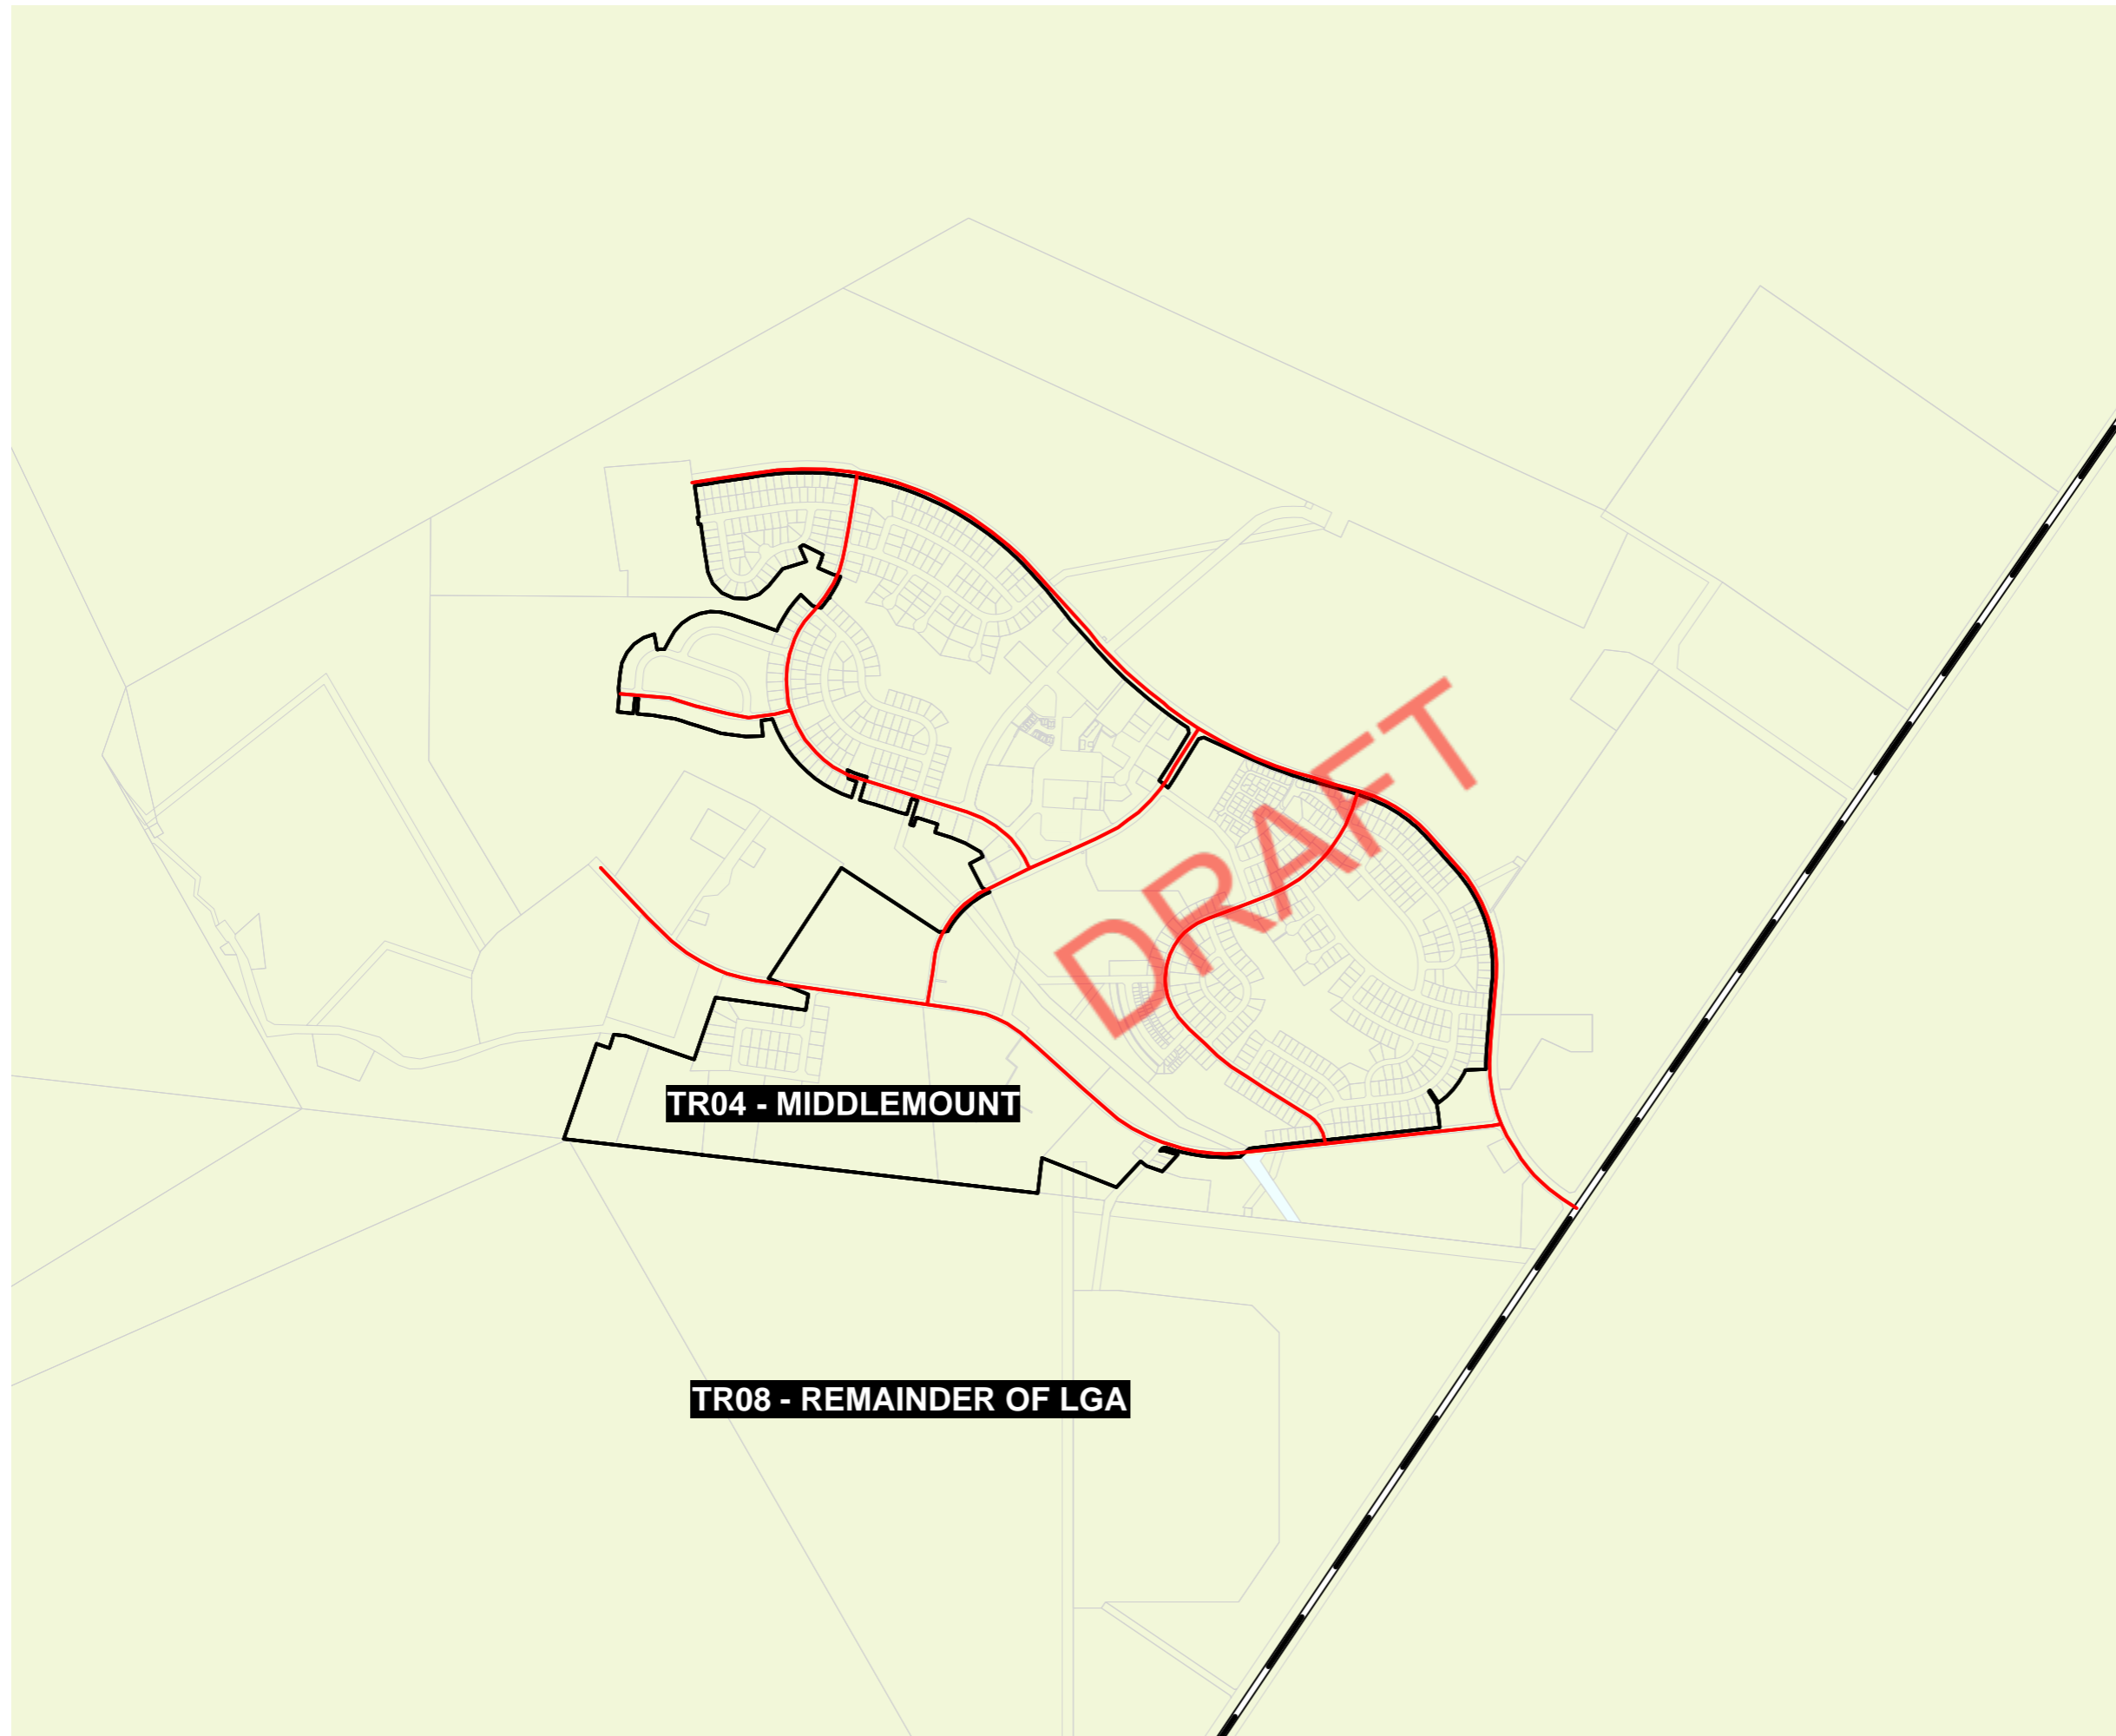 DRAFT
TR04 - MIDDLEMOUNT
TR08 - REMAINDER OF LGA